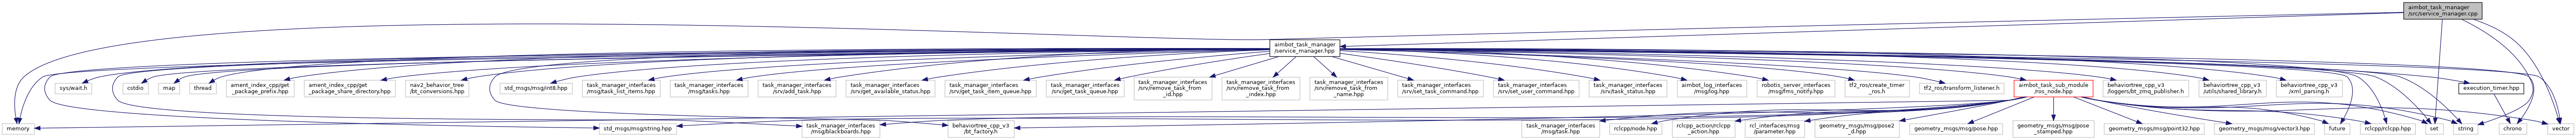 aimbot_task_manager
/src/service_manager.cpp
aimbot_task_manager
/service_manager.hpp
sys/wait.h
cstdio
map
thread
ament_index_cpp/get
_package_prefix.hpp
ament_index_cpp/get
_package_share_directory.hpp
nav2_behavior_tree
/bt_conversions.hpp
std_msgs/msg/int8.hpp
task_manager_interfaces
/msg/task_list_items.hpp
task_manager_interfaces
/msg/tasks.hpp
task_manager_interfaces
/srv/add_task.hpp
task_manager_interfaces
/srv/get_available_status.hpp
task_manager_interfaces
/srv/get_task_item_queue.hpp
task_manager_interfaces
/srv/get_task_queue.hpp
task_manager_interfaces
/srv/remove_task_from
_id.hpp
task_manager_interfaces
/srv/remove_task_from
_index.hpp
task_manager_interfaces
/srv/remove_task_from
_name.hpp
task_manager_interfaces
/srv/set_task_command.hpp
task_manager_interfaces
/srv/set_user_command.hpp
task_manager_interfaces
/srv/task_status.hpp
aimbot_log_interfaces
/msg/log.hpp
robotis_server_interfaces
/msg/fms_notify.hpp
tf2_ros/create_timer
_ros.h
tf2_ros/transform_listener.h
aimbot_task_sub_module
/ros_node.hpp
behaviortree_cpp_v3
/loggers/bt_zmq_publisher.h
behaviortree_cpp_v3
/utils/shared_library.h
behaviortree_cpp_v3
/xml_parsing.h
execution_timer.hpp
memory
std_msgs/msg/string.hpp
task_manager_interfaces
/msg/blackboards.hpp
behaviortree_cpp_v3
/bt_factory.h
task_manager_interfaces
/msg/task.hpp
rclcpp/node.hpp
rclcpp_action/rclcpp
_action.hpp
rcl_interfaces/msg
/parameter.hpp
geometry_msgs/msg/pose2
_d.hpp
geometry_msgs/msg/pose.hpp
geometry_msgs/msg/pose
_stamped.hpp
geometry_msgs/msg/point32.hpp
geometry_msgs/msg/vector3.hpp
future
rclcpp/rclcpp.hpp
set
string
chrono